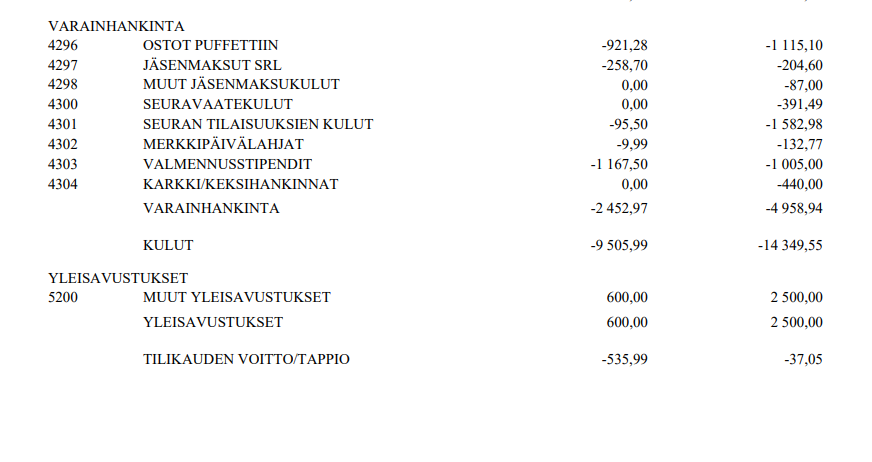 VARAINHANKINTA
4296 OSTOT PUFFETTIIN -921,28 -1 115,10
4297 JÄSENMAKSUT SRL -258,70 -204,60
4298 MUUT JÄSENMAKSUKULUT 0,00 -87,00
4300 SEURAVAATEKULUT 0,00 -391,49
4301 SEURAN TILAISUUKSIEN KULUT -95,50 -1 582,98
4302 MERKKIPÄIVÄLAHJAT -9,99 -132,77
4303 VALMENNUSSTIPENDIT -1 167,50 -1 005,00
4304 KARKKI/KEKSIHANKINNAT 0,00 -440,00
VARAINHANKINTA -2 452,97 -4 958,94
KULUT -9 505,99 -14 349,55
YLEISAVUSTUKSET
5200 MUUT YLEISAVUSTUKSET 600,00 2 500,00
YLEISAVUSTUKSET 600,00 2 500,00
TILIKAUDEN VOITTO/TAPPIO -535,99 -37,05